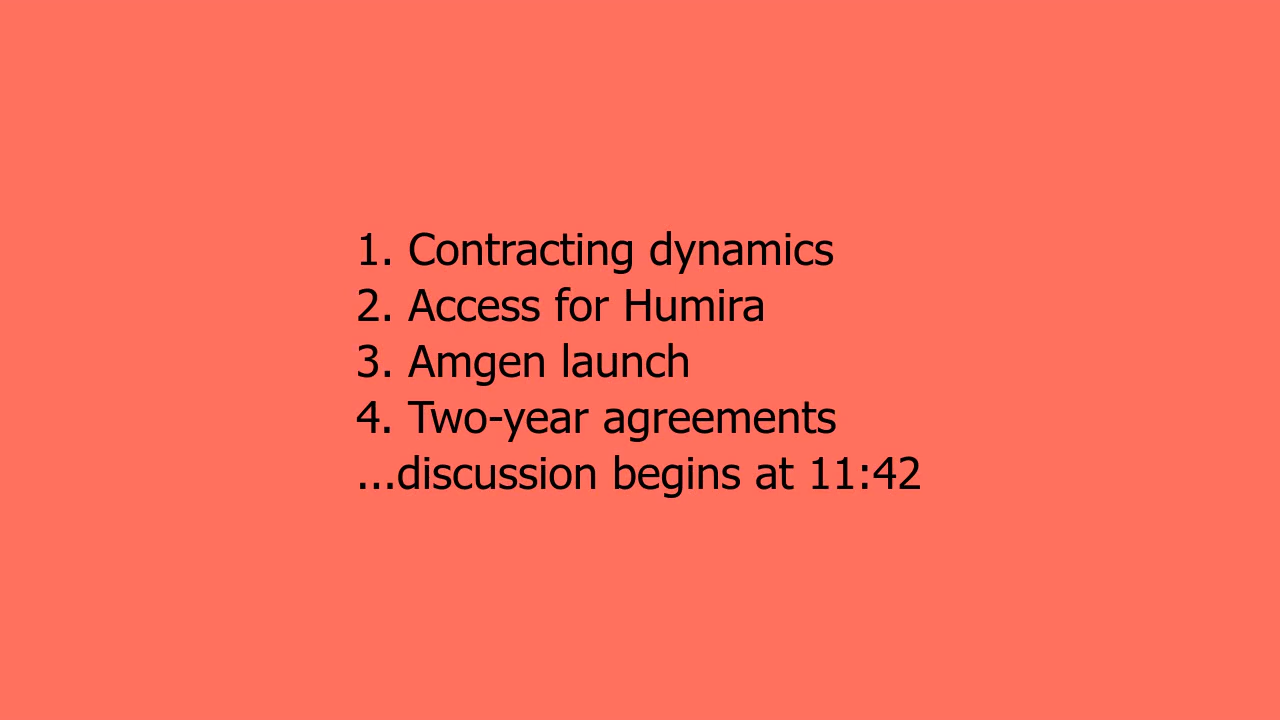 1. Contracting dynamics
2. Access for Humira
3. Amgen launch
4. Two-year agreements
...discussion begins at 11:42